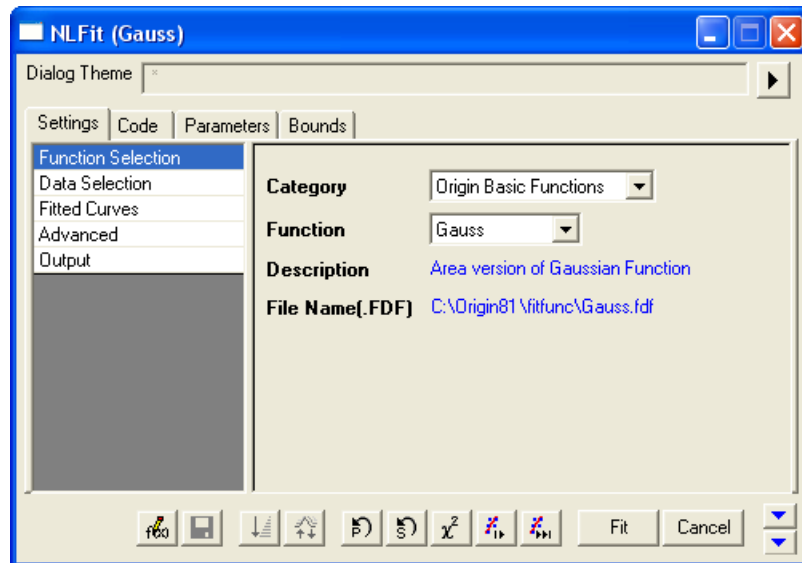 NLFit (Gauss)
Dialog Theme *
Settings Code Parameters Bounds
Function Selection
Data Selection
Fitted Curves
Advanced
Output
Category Origin Basic Functions
Function Gauss
Description Area version of Gaussian Function
File Name(.FDF) C:\Origin81\fitfunc\Gauss.fdf
f(x) P S χ² Fit Cancel